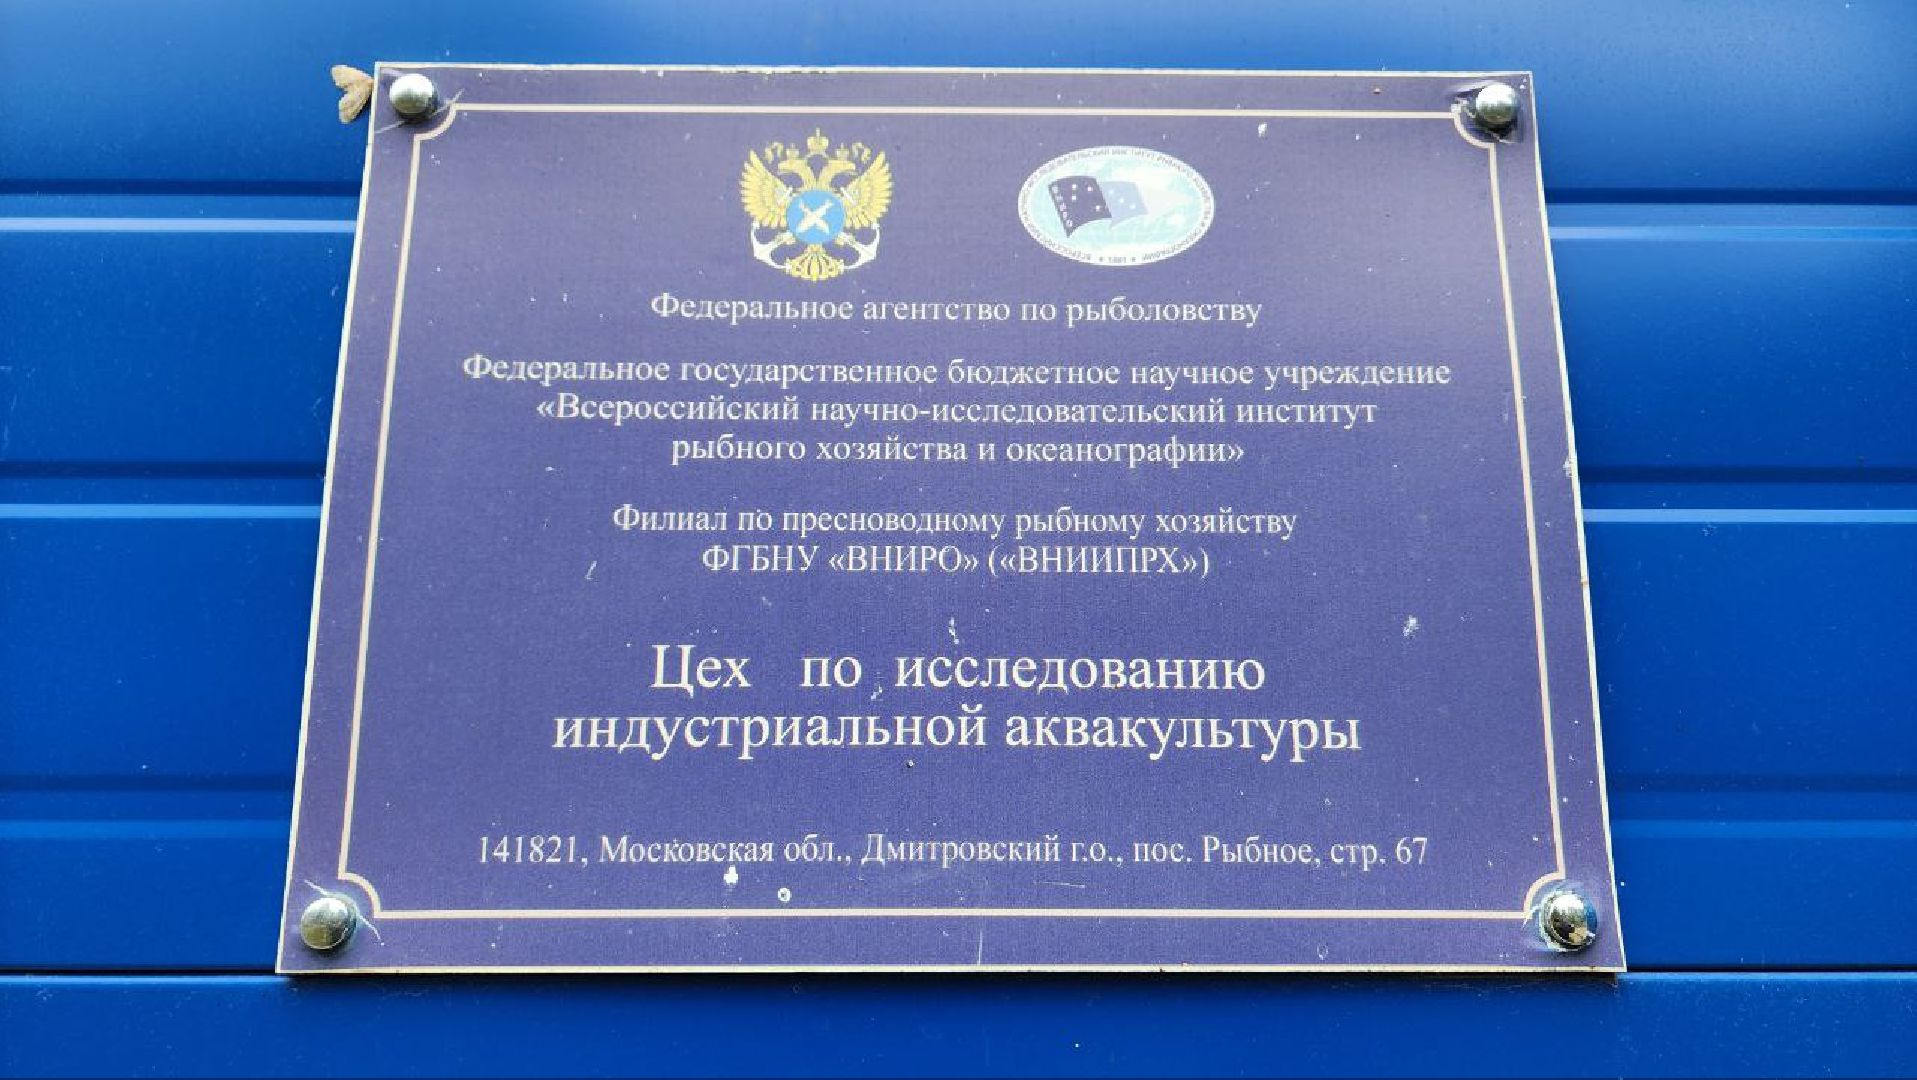 Федеральное агентство по рыболовству
Федеральное государственное бюджетное научное учреждение
«Всероссийский научно-исследовательский институт
рыбного хозяйства и океанографии»
Филиал по пресноводному рыбному хозяйству
ФГБНУ «ВНИРО» («ВНИИПРХ»)
Цех по исследованию
индустриальной аквакультуры
141821, Московская обл., Дмитровский г.о., пос. Рыбное, стр. 67